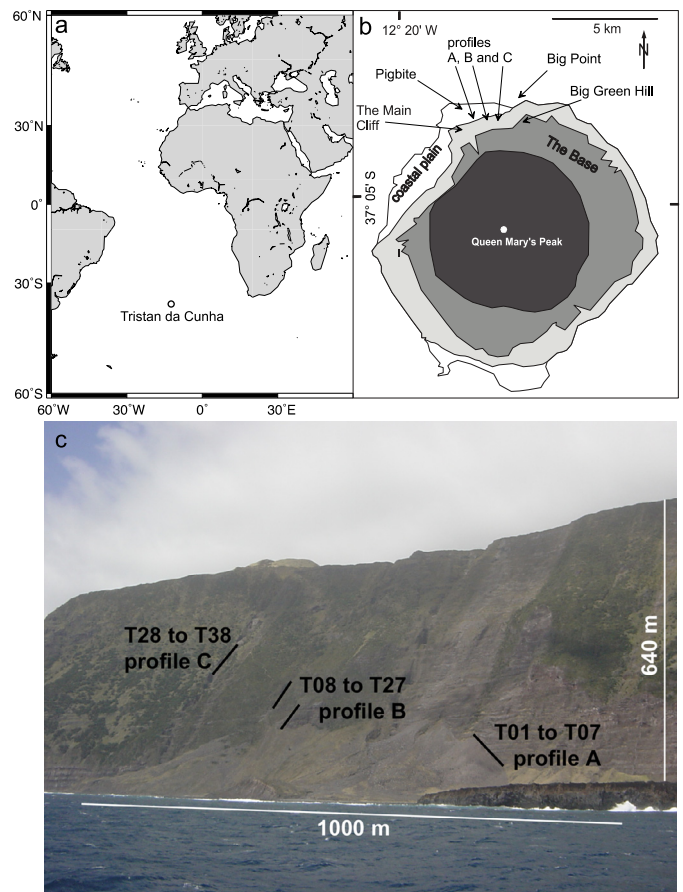 a
60˚N
30˚N
0˚
30˚S
60˚S
60˚W
30˚W
0˚
30˚E
Tristan da Cunha
b
12° 20' W
5 km
N
profiles
A, B and C
Big Point
Pigbite
Big Green Hill
The Main
Cliff
The Base
coastal plain
37° 05' S
Queen Mary's Peak
c
T28 to T38
profile C
T08 to T27
profile B
T01 to T07
profile A
640 m
1000 m